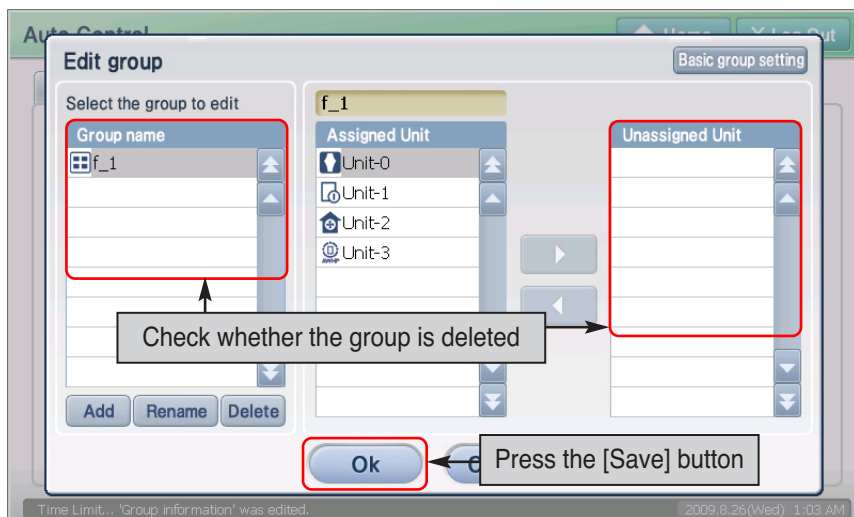 Auto Control
Home
X Log Out
Edit group
Basic group setting
Select the group to edit
f_1
Group name
Assigned Unit
Unassigned Unit
f_1
Unit-0
Unit-1
Unit-2
Unit-3
Check whether the group is deleted
Add
Rename
Delete
Ok
Press the [Save] button
Time Limit... 'Group information' was edited.
2009.8.26(Wed) 1:03 AM